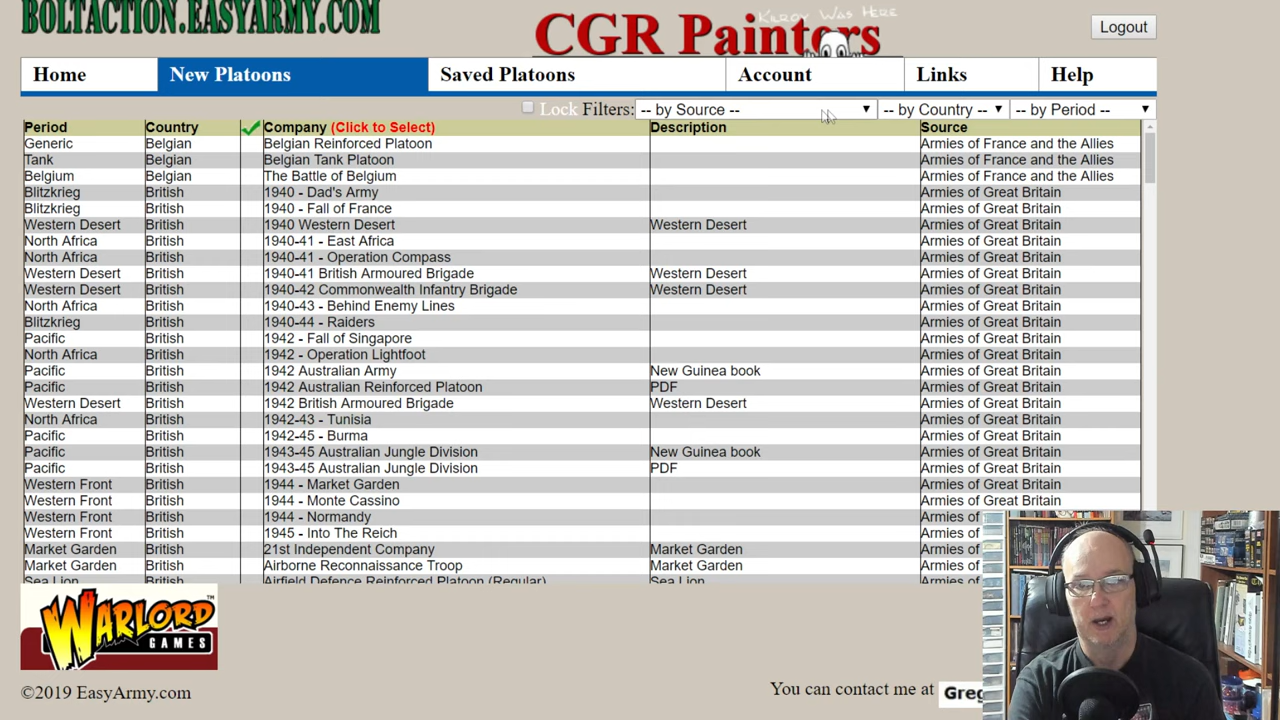 BOLTACTION.EASYARMY.COM
KILROY WAS HERE
CGR Painters
Logout
Home New Platoons Saved Platoons Account Links Help
Lock Filters: -- by Source -- -- by Country -- -- by Period --
Period Country Company (Click to Select) Description Source
Generic Belgian Belgian Reinforced Platoon Armies of France and the Allies
Tank Belgian Belgian Tank Platoon Armies of France and the Allies
Belgium Belgian The Battle of Belgium Armies of France and the Allies
Blitzkrieg British 1940 - Dad's Army Armies of Great Britain
Blitzkrieg British 1940 - Fall of France Armies of Great Britain
Western Desert British 1940 Western Desert Western Desert Armies of Great Britain
North Africa British 1940-41 - East Africa Armies of Great Britain
North Africa British 1940-41 - Operation Compass Armies of Great Britain
Western Desert British 1940-41 British Armoured Brigade Western Desert Armies of Great Britain
Western Desert British 1940-42 Commonwealth Infantry Brigade Western Desert Armies of Great Britain
North Africa British 1940-43 - Behind Enemy Lines Armies of Great Britain
Blitzkrieg British 1940-44 - Raiders Armies of Great Britain
Pacific British 1942 - Fall of Singapore Armies of Great Britain
North Africa British 1942 - Operation Lightfoot Armies of Great Britain
Pacific British 1942 Australian Army New Guinea book Armies of Great Britain
Pacific British 1942 Australian Reinforced Platoon PDF Armies of Great Britain
Western Desert British 1942 British Armoured Brigade Western Desert Armies of Great Britain
North Africa British 1942-43 - Tunisia Armies of Great Britain
Pacific British 1942-45 - Burma Armies of Great Britain
Pacific British 1943-45 Australian Jungle Division New Guinea book Armies of Great Britain
Pacific British 1943-45 Australian Jungle Division PDF Armies of Great Britain
Western Front British 1944 - Market Garden Armies of Great Britain
Western Front British 1944 - Monte Cassino Armies of Great Britain
Western Front British 1944 - Normandy Armies of
Western Front British 1945 - Into The Reich Armies of
Market Garden British 21st Independent Company Market Garden Armies of
Market Garden British Airborne Reconnaissance Troop Market Garden Armies of
Sea Lion British Airfield Defence Reinforced Platoon (Regular) Sea Lion Armies of
WARLORD
GAMES
©2019 EasyArmy.com You can contact me at Greg